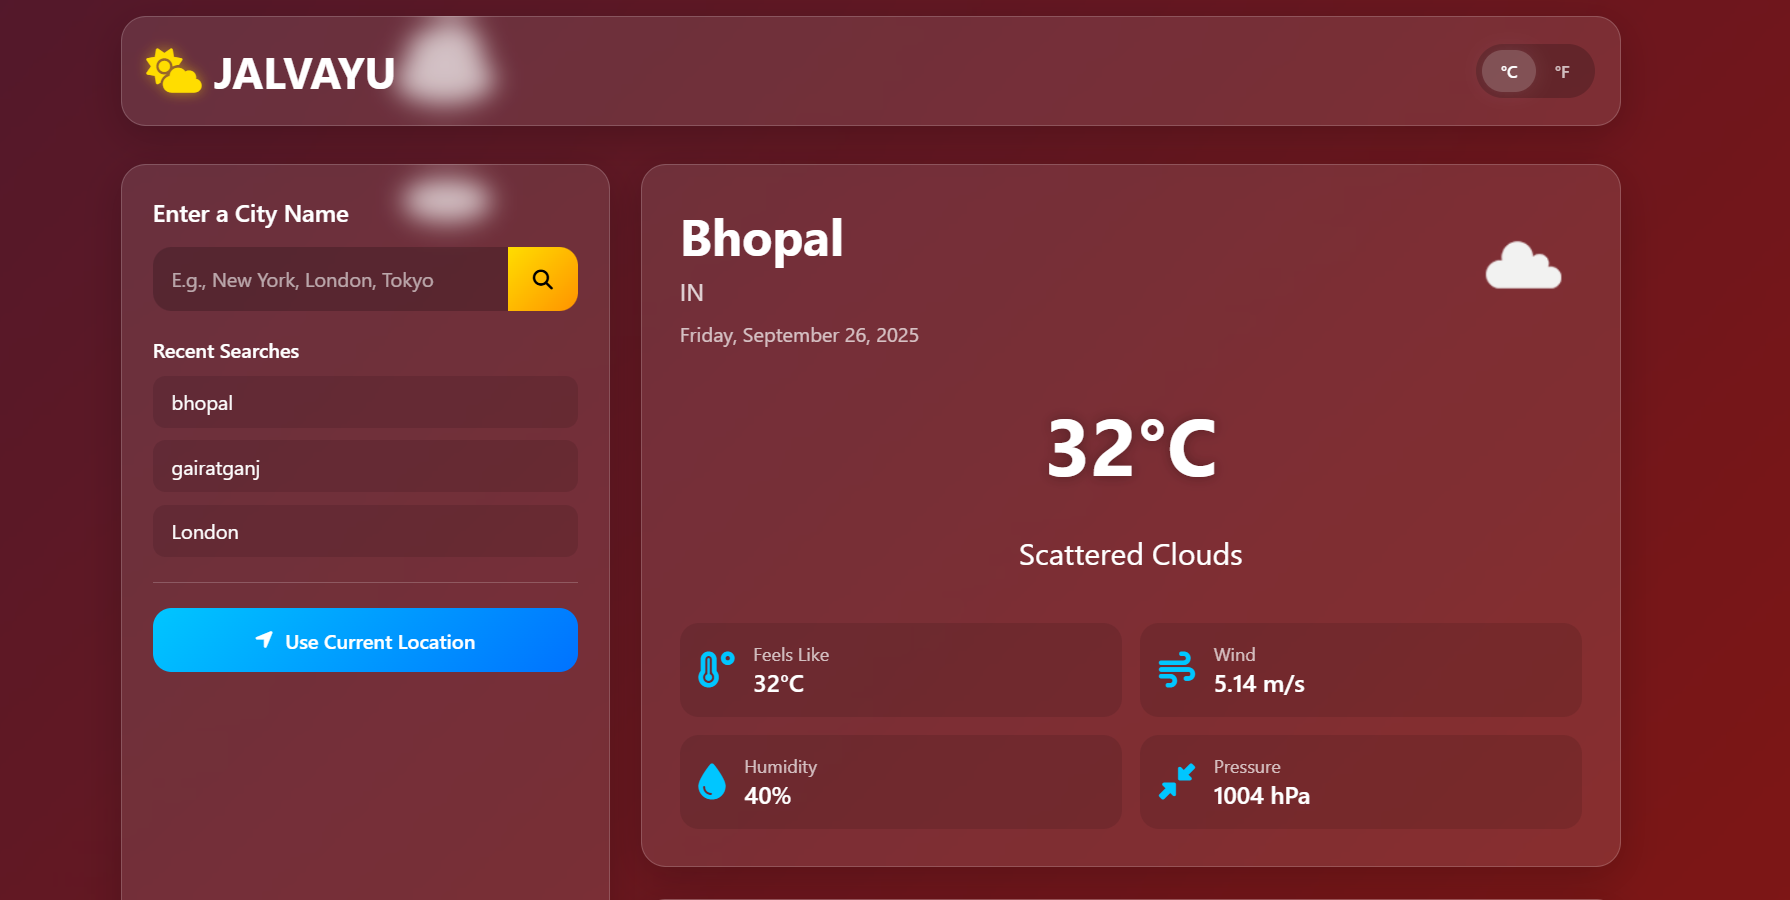 JALVAYU
°C
°F
Enter a City Name
E.g., New York, London, Tokyo
Recent Searches
bhopal
gairatganj
London
Use Current Location
Bhopal
IN
Friday, September 26, 2025
32°C
Scattered Clouds
Feels Like
32°C
Wind
5.14 m/s
Humidity
40%
Pressure
1004 hPa